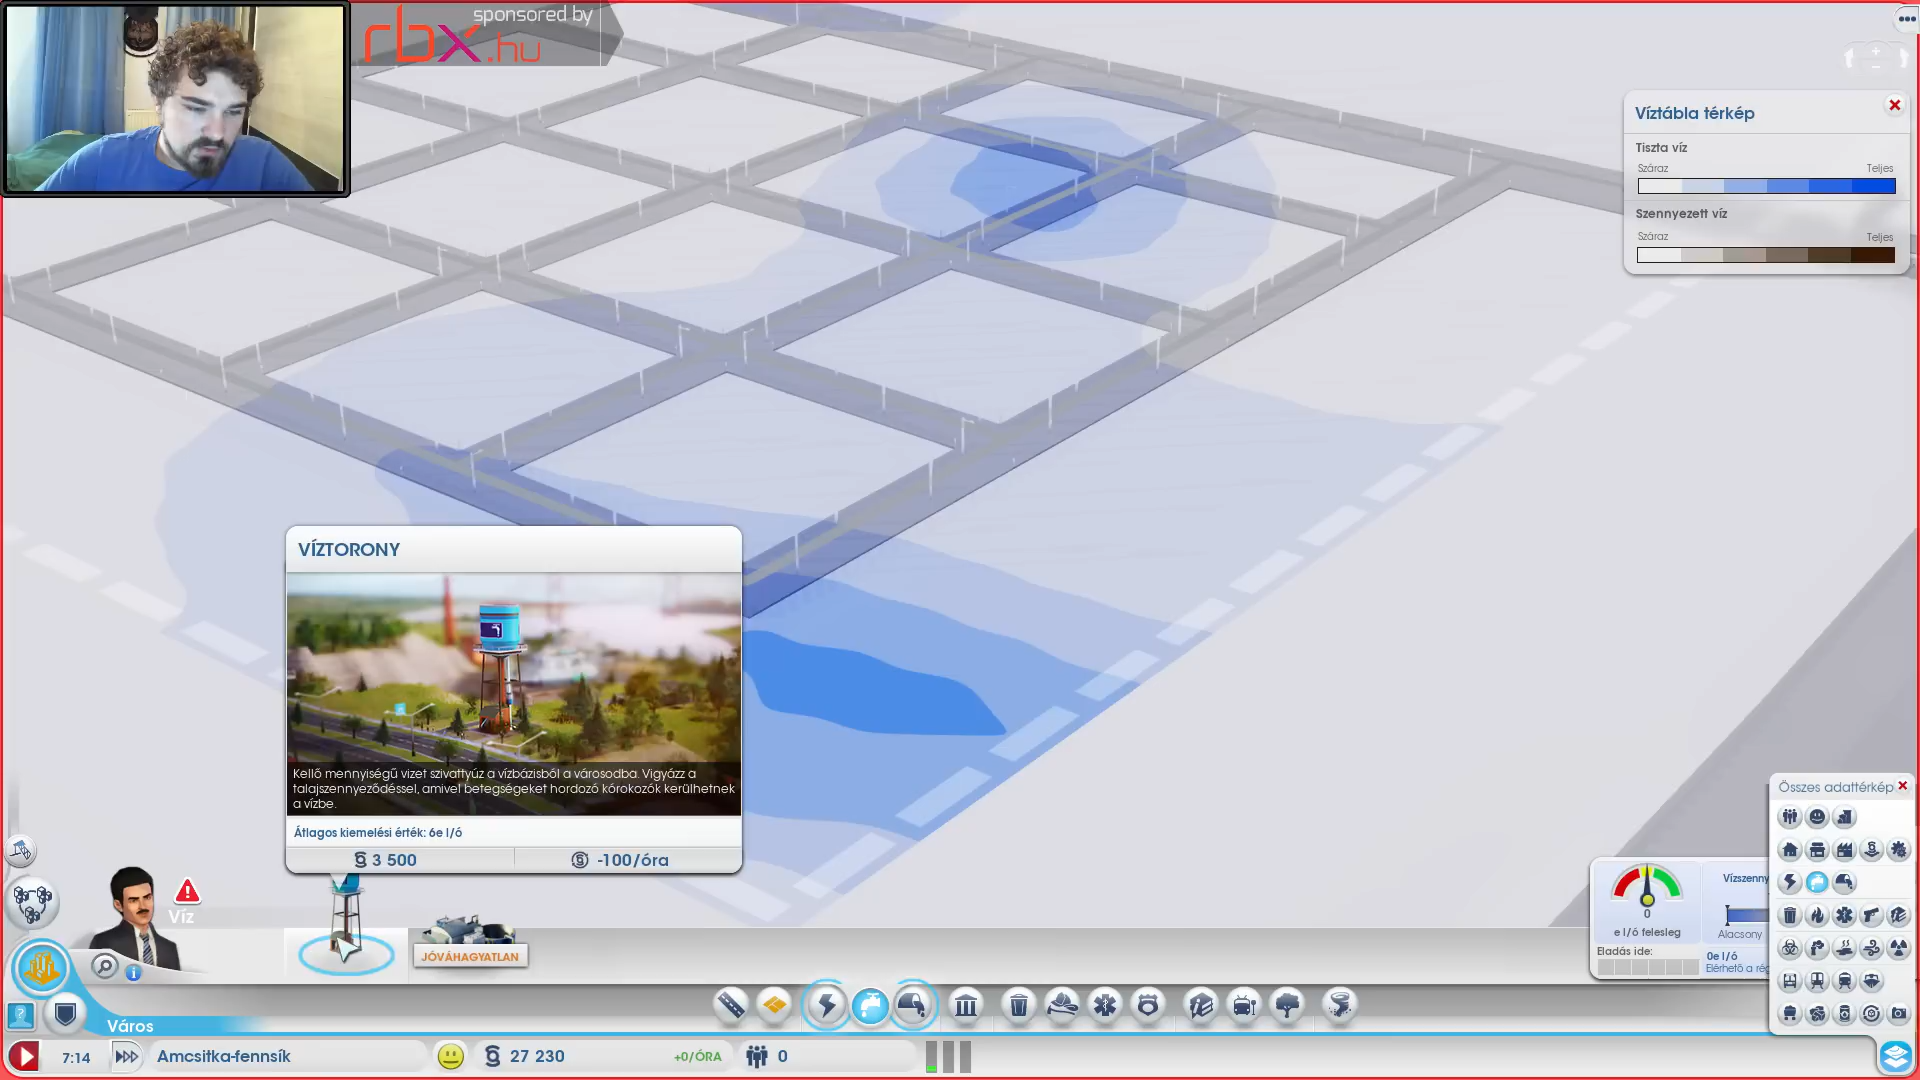 sponsored by
rbx.hu
Víztábla térkép
Tiszta víz
Száraz Teljes
Szennyezett víz
Száraz Teljes
VÍZTORONY
Kellő mennyiségű vizet szivattyúz a vízbázisból a városodba. Vigyázz a
talajszennyeződéssel, amivel betegségeket hordozó kórokozók kerülhetnek
a vízbe.
Átlagos kiemelési érték: 6e l/ó
3 500 -100/óra
Víz
JÓVÁHAGYATLAN
Összes adattérkép
0
e l/ó felesleg
Eladás ide:
Vízszenny
Alacsony
0e l/ó
Elérhető a rég
Város
7:14 Amcsitka-fennsík 27 230 +0/ÓRA 0